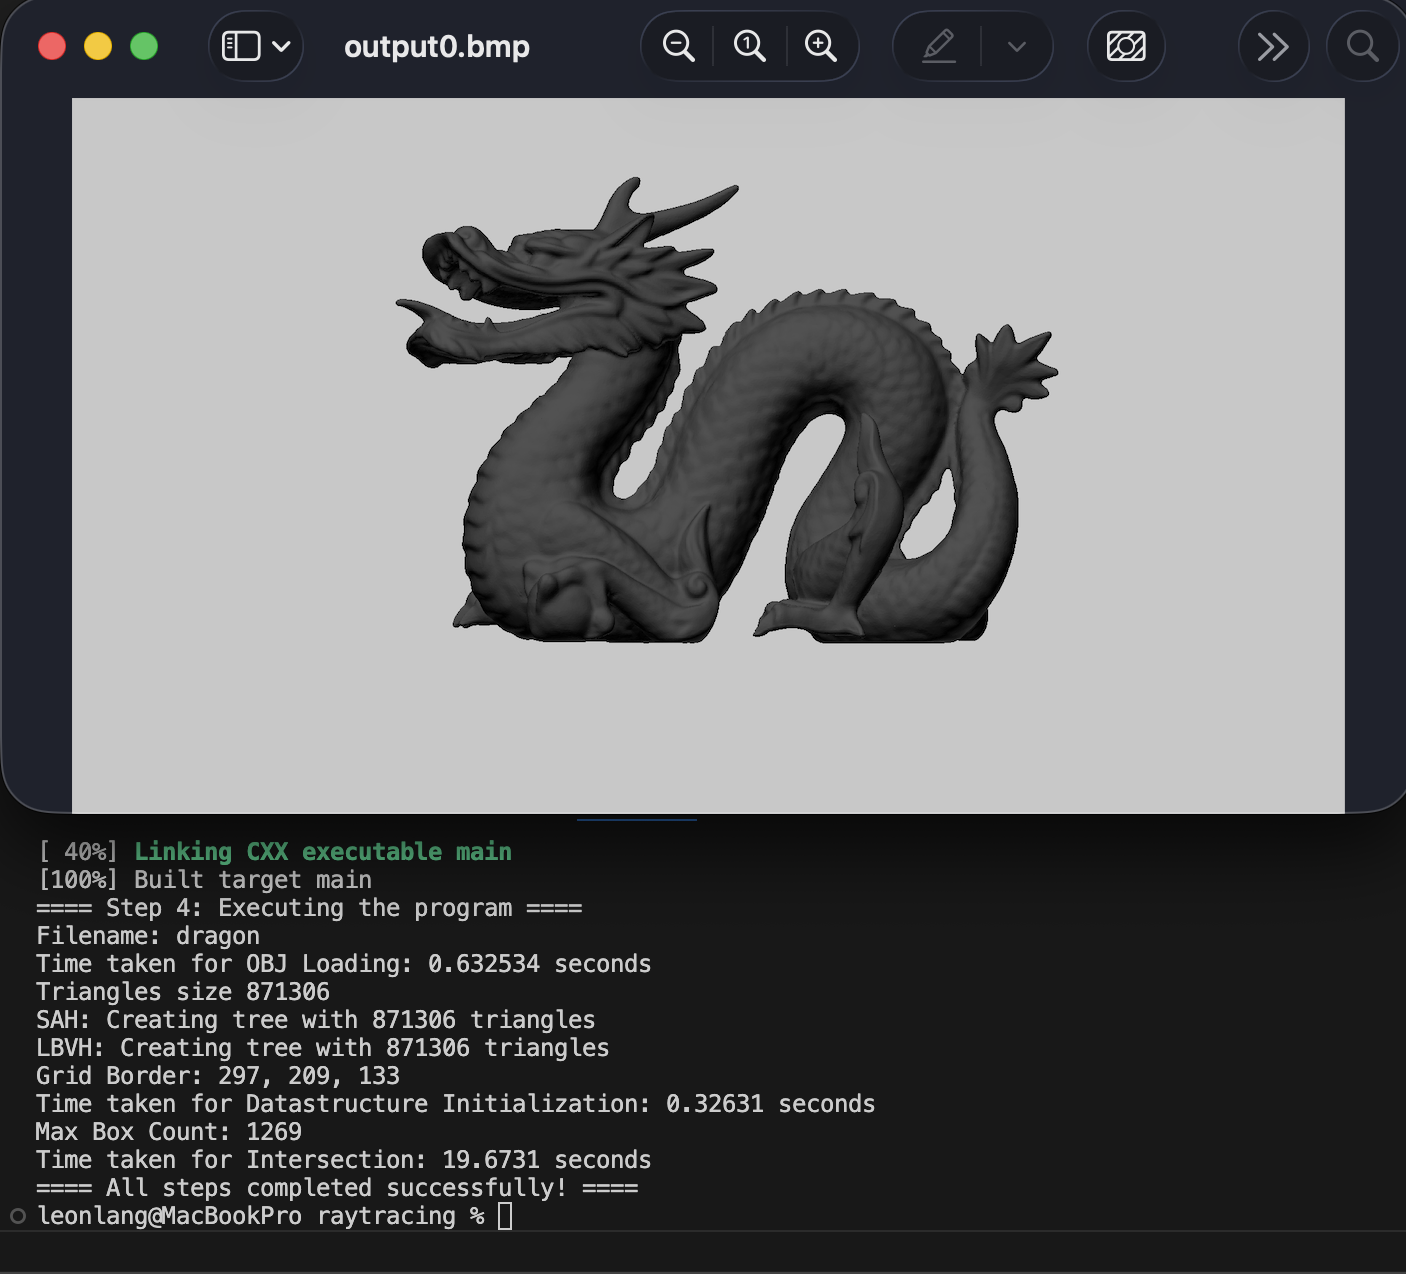 output0.bmp
1
[ 40%] Linking CXX executable main
[100%] Built target main
==== Step 4: Executing the program ====
Filename: dragon
Time taken for OBJ Loading: 0.632534 seconds
Triangles size 871306
SAH: Creating tree with 871306 triangles
LBVH: Creating tree with 871306 triangles
Grid Border: 297, 209, 133
Time taken for Datastructure Initialization: 0.32631 seconds
Max Box Count: 1269
Time taken for Intersection: 19.6731 seconds
==== All steps completed successfully! ====
leonlang@MacBookPro raytracing %